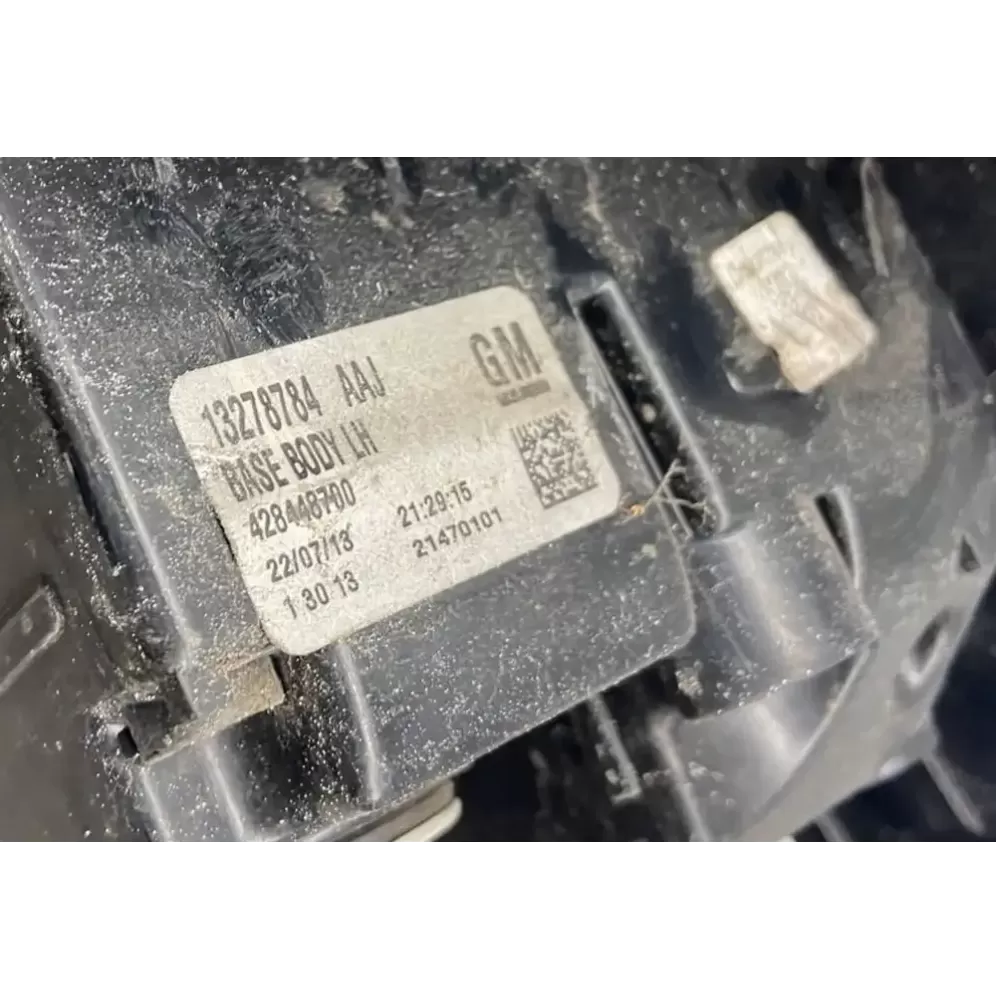 13278784 AAJ
GM
BASE BODY LH
428448700
22/07/13 21:29:15
1 30 13 21470101